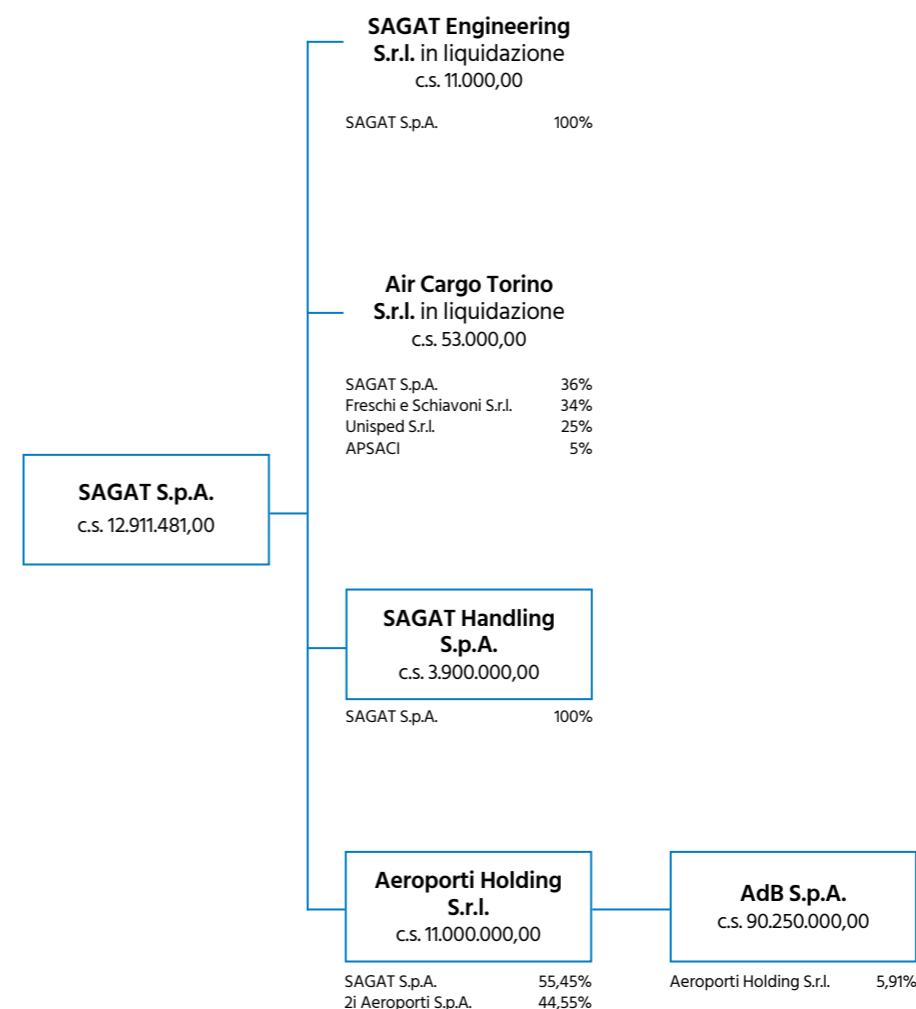 SAGAT Engineering
S.r.l. in liquidazione
c.s. 11.000,00
SAGAT S.p.A. 100%
Air Cargo Torino
S.r.l. in liquidazione
c.s. 53.000,00
SAGAT S.p.A. 36%
Freschi e Schiavoni S.r.l. 34%
Unisped S.r.l. 25%
APSACI 5%
SAGAT S.p.A.
c.s. 12.911.481,00
SAGAT Handling
S.p.A.
c.s. 3.900.000,00
SAGAT S.p.A. 100%
Aeroporti Holding
S.r.l.
c.s. 11.000.000,00
SAGAT S.p.A. 55,45%
2i Aeroporti S.p.A. 44,55%
AdB S.p.A.
c.s. 90.250.000,00
Aeroporti Holding S.r.l. 5,91%